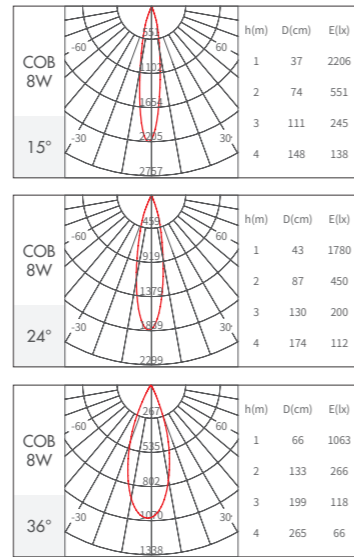 COB
8W
15°
-60
-30
30
551
1102
1654
2205
2757
h(m) D(cm) E(lx)
1 37 2206
2 74 551
3 111 245
4 148 138
COB
8W
24°
-60
-30
30
459
919
1379
1839
2299
h(m) D(cm) E(lx)
1 43 1780
2 87 450
3 130 200
4 174 112
COB
8W
36°
-60
-30
30
267
535
802
1070
1338
h(m) D(cm) E(lx)
1 66 1063
2 133 266
3 199 118
4 265 66